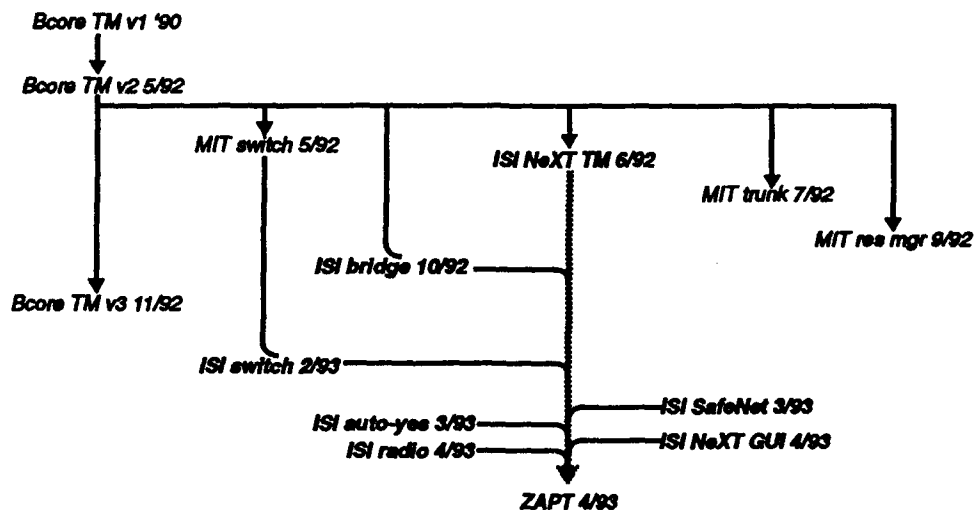 Bcore TM v1 '90
Bcore TM v2 5/92
MIT switch 5/92
ISI NeXT TM 6/92
MIT trunk 7/92
MIT res mgr 9/92
ISI bridge 10/92
Bcore TM v3 11/92
ISI switch 2/93
ISI SafeNet 3/93
ISI auto-yes 3/93
ISI NeXT GUI 4/93
ISI radio 4/93
ZAPT 4/93